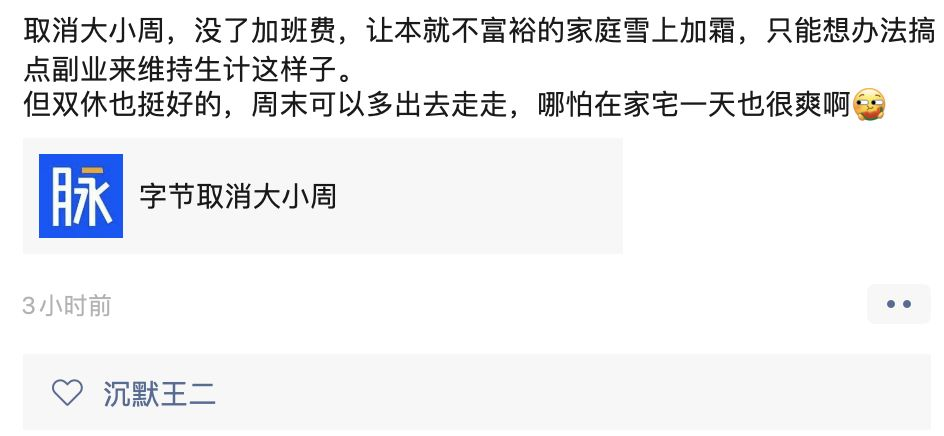 取消大小周，没了加班费，让本就不富裕的家庭雪上加霜，只能想办法搞
点副业来维持生计这样子。
但双休也挺好的，周末可以多出去走走，哪怕在家宅一天也很爽啊
脉
字节取消大小周
3小时前
沉默王二